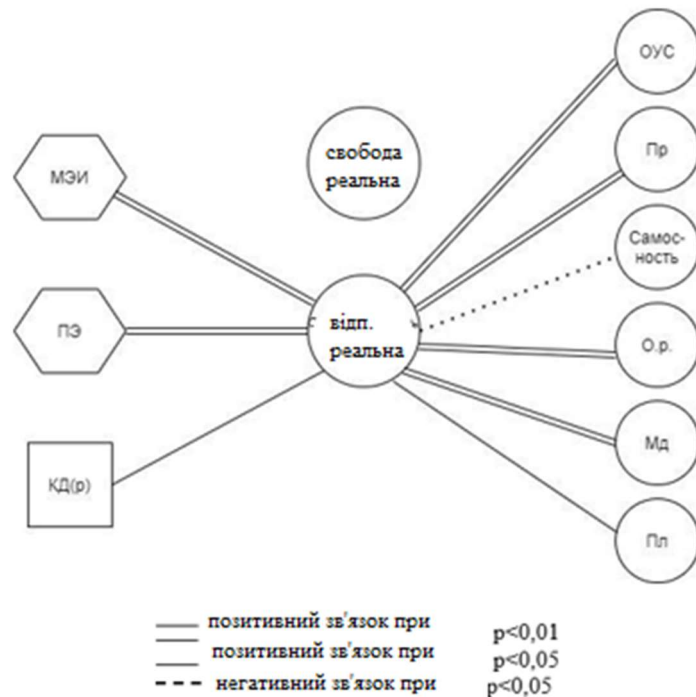 ОУС
свобода
реальна
МЭИ
Пр
Самос-
ность
ПЭ
відп.
реальна
О.р.
Мд
КД(р)
Пл
позитивний зв'язок при p<0,01
позитивний зв'язок при p<0,05
негативний зв'язок при p<0,05